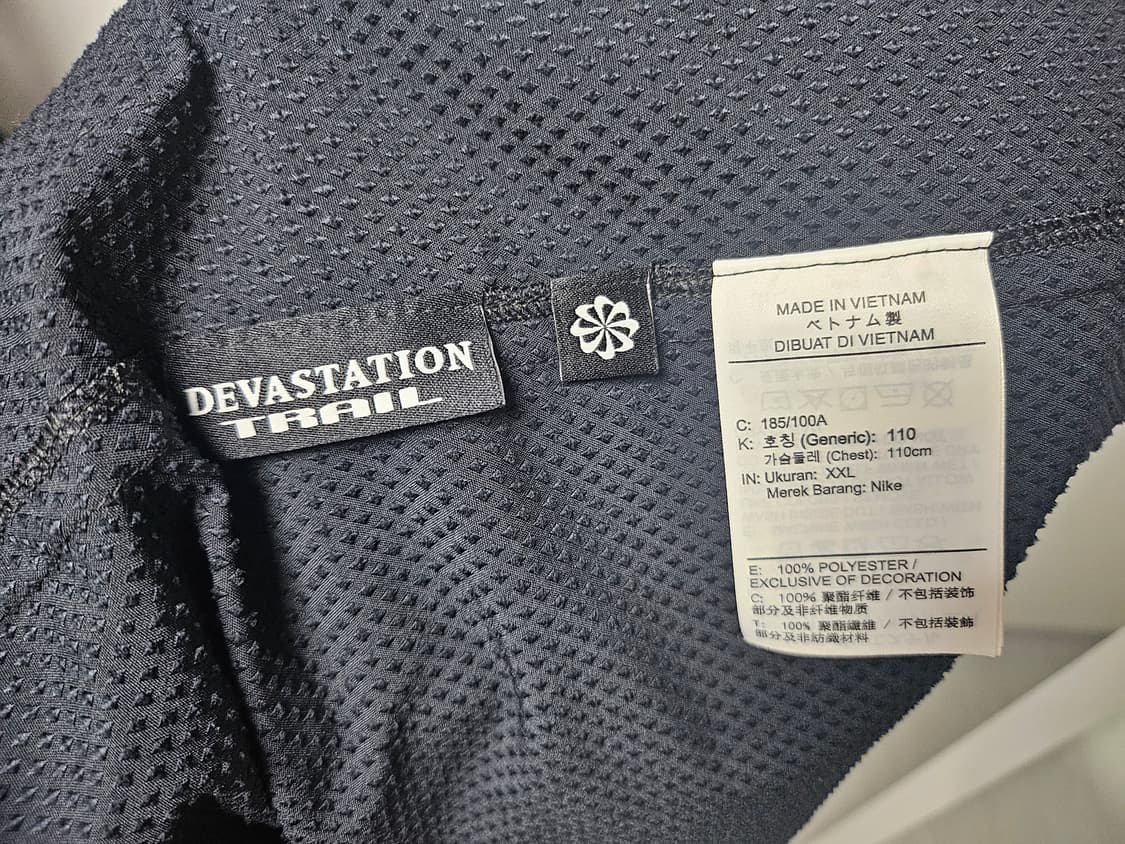 DEVASTATION
TRAIL
MADE IN VIETNAM
ベトナム製
DIBUAT DI VIETNAM
C: 185/100A
K: 호칭 (Generic): 110
가슴둘레 (Chest): 110cm
IN: Ukuran: XXL
Merek Barang: Nike
E: 100% POLYESTER /
EXCLUSIVE OF DECORATION
C: 100% 聚酯纤维 / 不包括装饰
部分及非纤维物质
T: 100% 聚酯纖維 / 不包括裝飾
部分及非紡織材料